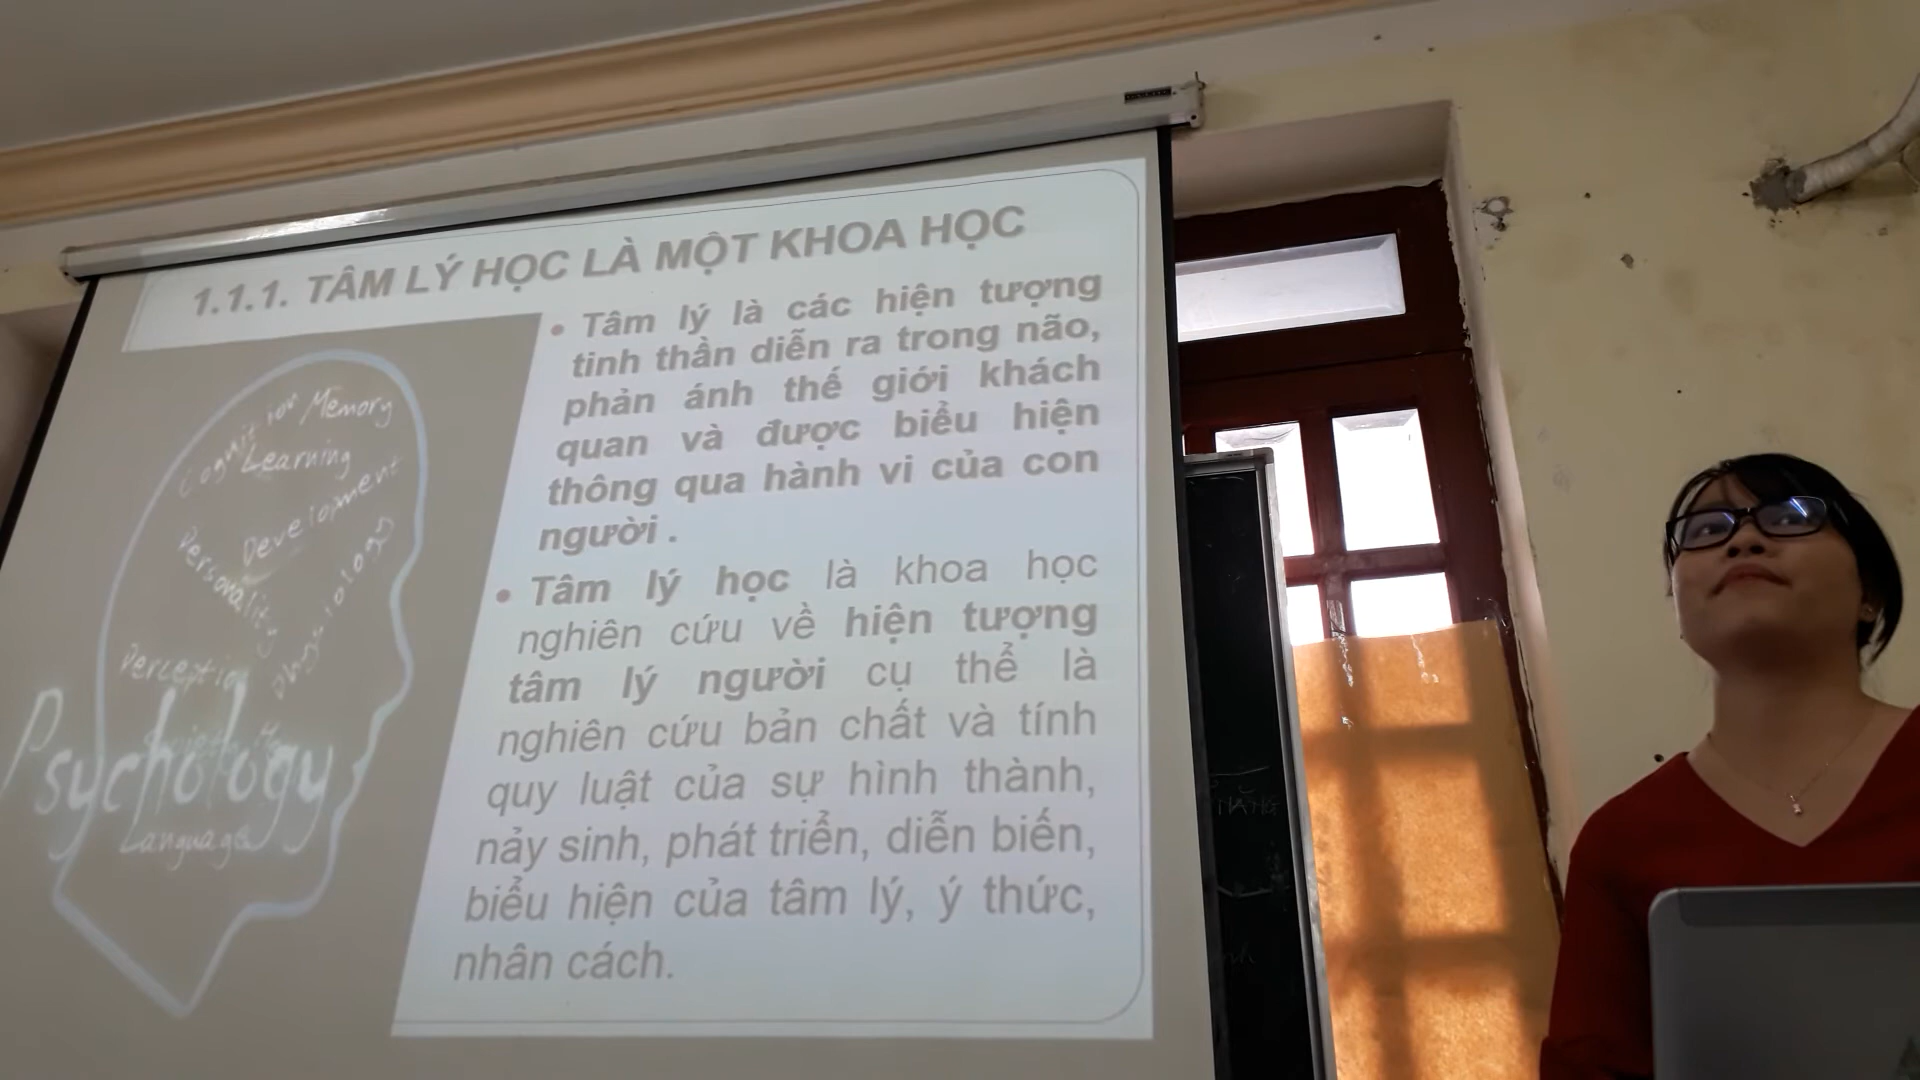 1.1.1. TÂM LÝ HỌC LÀ MỘT KHOA HỌC
• Tâm lý là các hiện tượng
tinh thần diễn ra trong não,
phản ánh thế giới khách
quan và được biểu hiện
thông qua hành vi của con
người .
• Tâm lý học là khoa học
nghiên cứu về hiện tượng
tâm lý người cụ thể là
nghiên cứu bản chất và tính
quy luật của sự hình thành,
nảy sinh, phát triển, diễn biến,
biểu hiện của tâm lý, ý thức,
nhân cách.
Cognition Memory
Learning
Development
Personality
Physiology
Perception
Psychology
Language